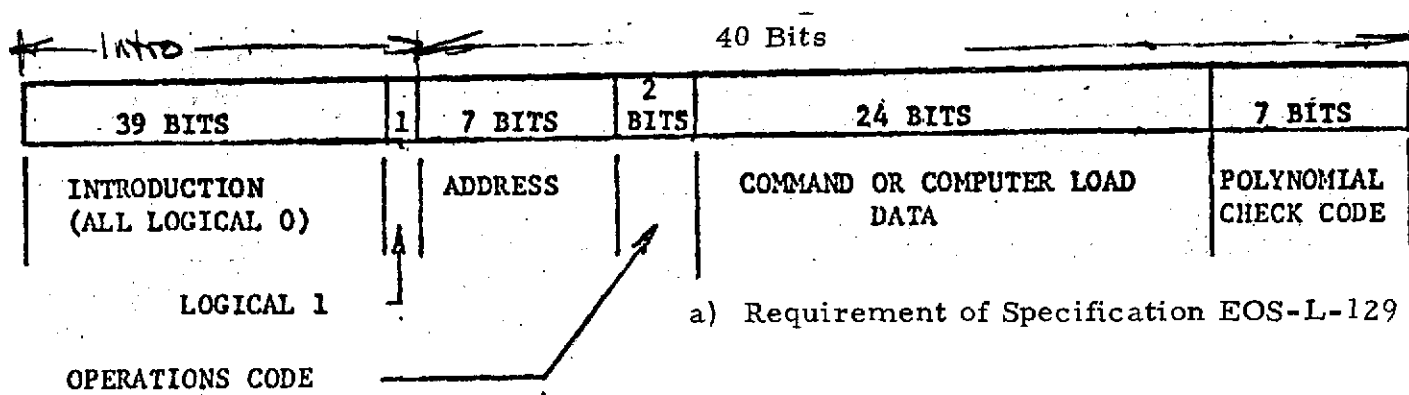 Intro 40 Bits
2
39 BITS 1 7 BITS BITS 24 BITS 7 BITS
INTRODUCTION ADDRESS COMMAND OR COMPUTER LOAD POLYNOMIAL
(ALL LOGICAL 0) DATA CHECK CODE
LOGICAL 1 a) Requirement of Specification EOS-L-129
OPERATIONS CODE